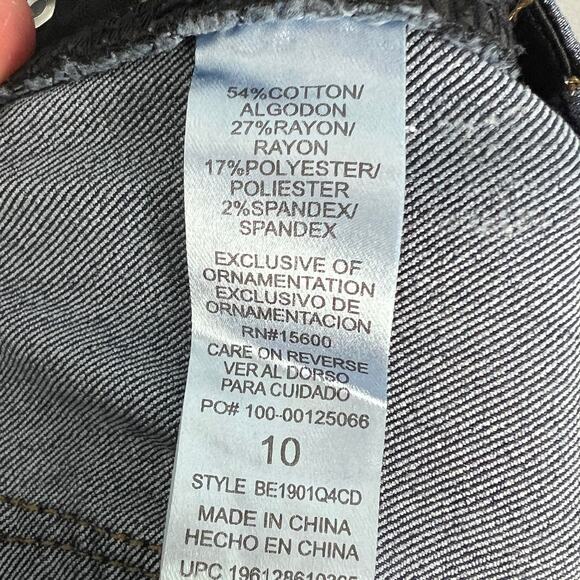 54%COTTON/
ALGODON
27%RAYON/
RAYON
17%POLYESTER/
POLIESTER
2%SPANDEX/
SPANDEX
EXCLUSIVE OF
ORNAMENTATION
EXCLUSIVO DE
ORNAMENTACION
RN#15600
CARE ON REVERSE
VER AL DORSO
PARA CUIDADO
PO# 100-00125066
10
STYLE BE1901Q4CD
MADE IN CHINA
HECHO EN CHINA
UPC